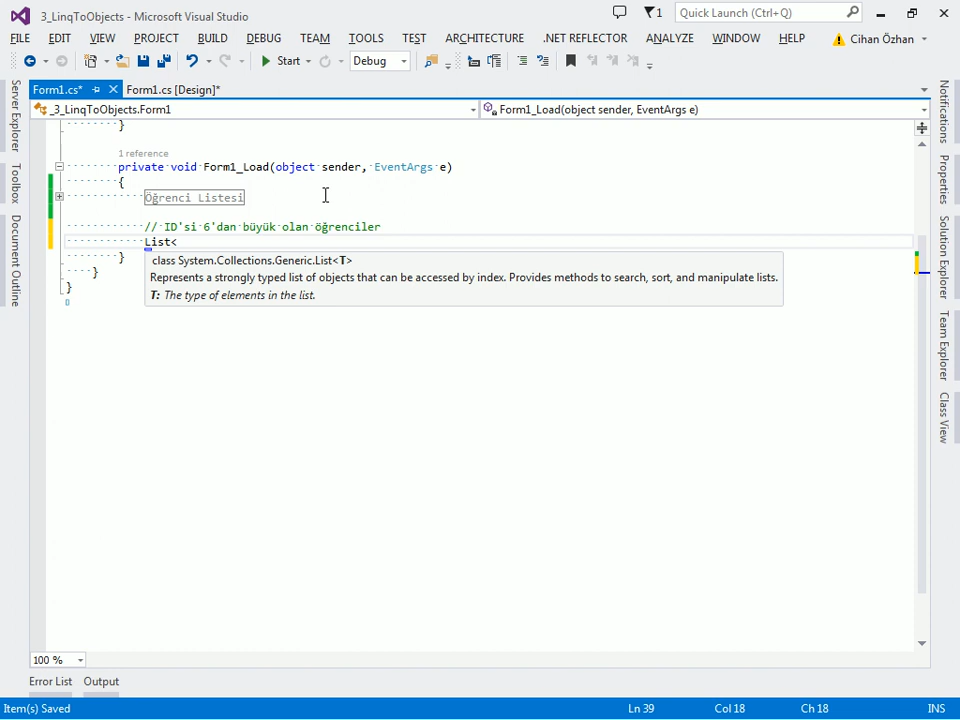 3_LinqToObjects - Microsoft Visual Studio
1
Quick Launch (Ctrl+Q)
FILE EDIT VIEW PROJECT BUILD DEBUG TEAM TOOLS TEST ARCHITECTURE .NET REFLECTOR ANALYZE WINDOW HELP Cihan Özhan
Start Debug
Form1.cs* Form1.cs [Design]*
_3_LinqToObjects.Form1 Form1_Load(object sender, EventArgs e)
}
1 reference
private void Form1_Load(object sender, EventArgs e)
{
Öğrenci Listesi
// ID'si 6'dan büyük olan öğrenciler
List<
}
}
}
class System.Collections.Generic.List<T>
Represents a strongly typed list of objects that can be accessed by index. Provides methods to search, sort, and manipulate lists.
T: The type of elements in the list.
Server Explorer
Toolbox
Document Outline
Notifications
Properties
Solution Explorer
Team Explorer
Class View
100 %
Error List Output
Item(s) Saved Ln 39 Col 18 Ch 18 INS